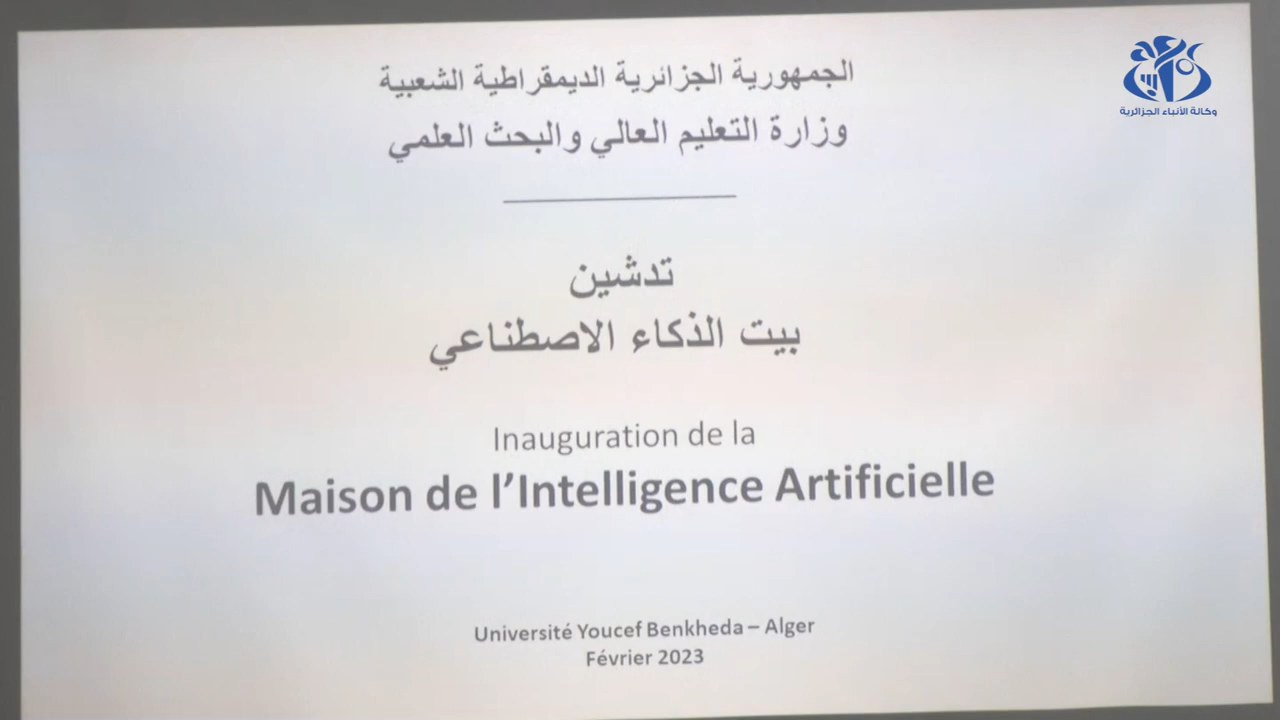 الجمهورية الجزائرية الديمقراطية الشعبية
وزارة التعليم العالي والبحث العلمي
تدشين
بيت الذكاء الاصطناعي
Inauguration de la
Maison de l’Intelligence Artificielle
Université Youcef Benkheda – Alger
Février 2023
وكالة الأنباء الجزائرية